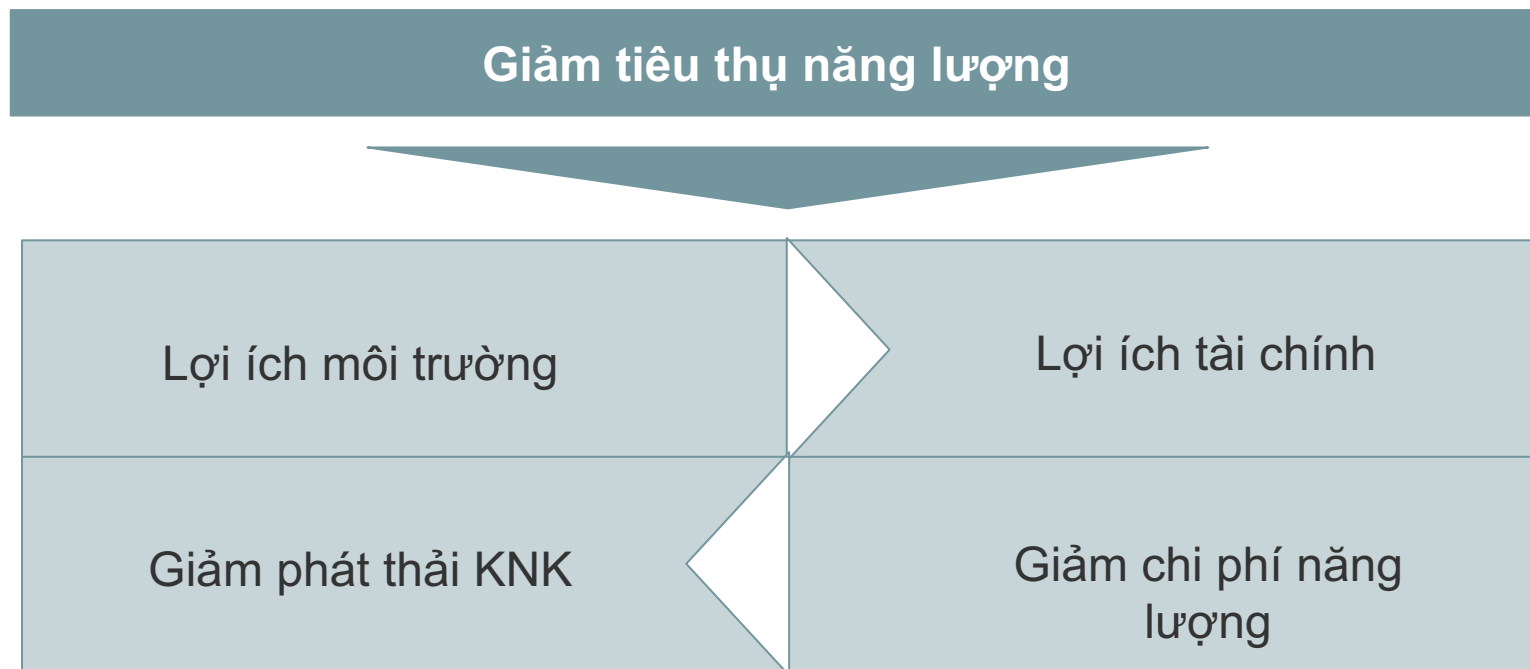 Giảm tiêu thụ năng lượng
Lợi ích môi trường
Lợi ích tài chính
Giảm phát thải KNK
Giảm chi phí năng
lượng